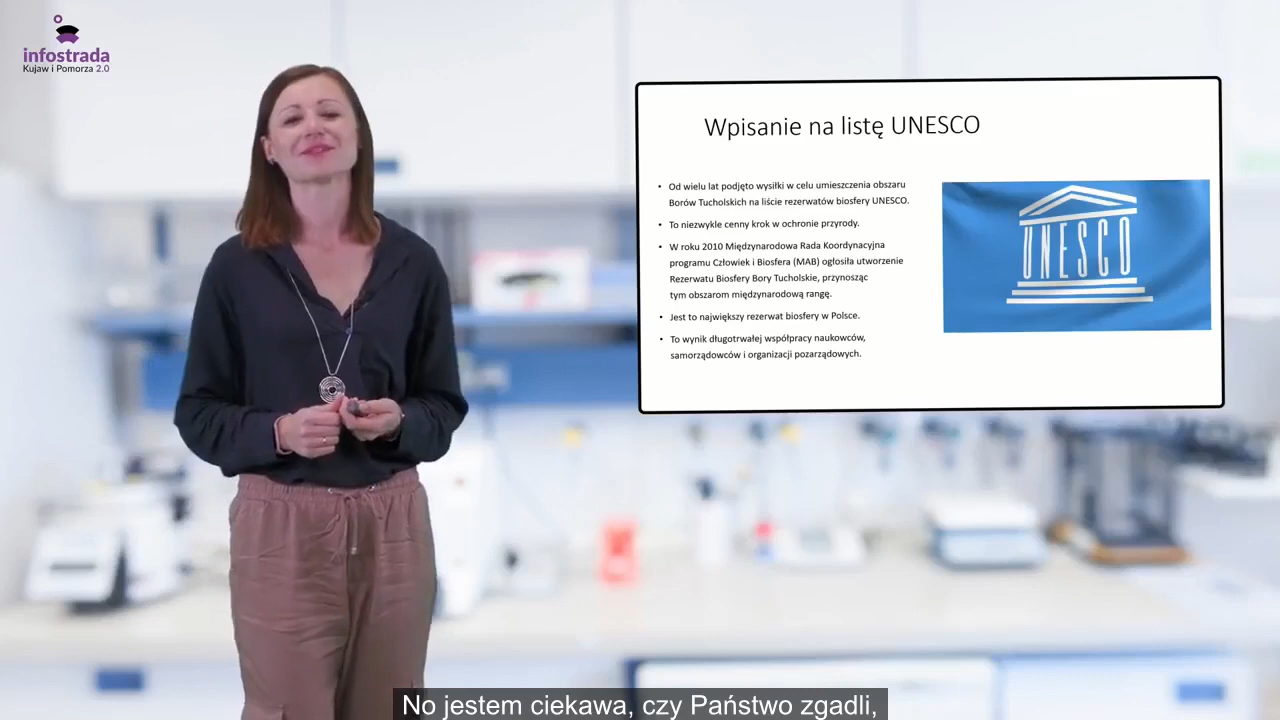 infostrada
Kujaw i Pomorza 2.0
Wpisanie na listę UNESCO
• Od wielu lat podjęto wysiłki w celu umieszczenia obszaru
Borów Tucholskich na liście rezerwatów biosfery UNESCO.
• To niezwykle cenny krok w ochronie przyrody.
• W roku 2010 Międzynarodowa Rada Koordynacyjna
programu Człowiek i Biosfera (MAB) ogłosiła utworzenie
Rezerwatu Biosfery Bory Tucholskie, przynosząc
tym obszarom międzynarodową rangę.
• Jest to największy rezerwat biosfery w Polsce.
• To wynik długotrwałej współpracy naukowców,
samorządowców i organizacji pozarządowych.
UNESCO
No jestem ciekawa, czy Państwo zgadli,